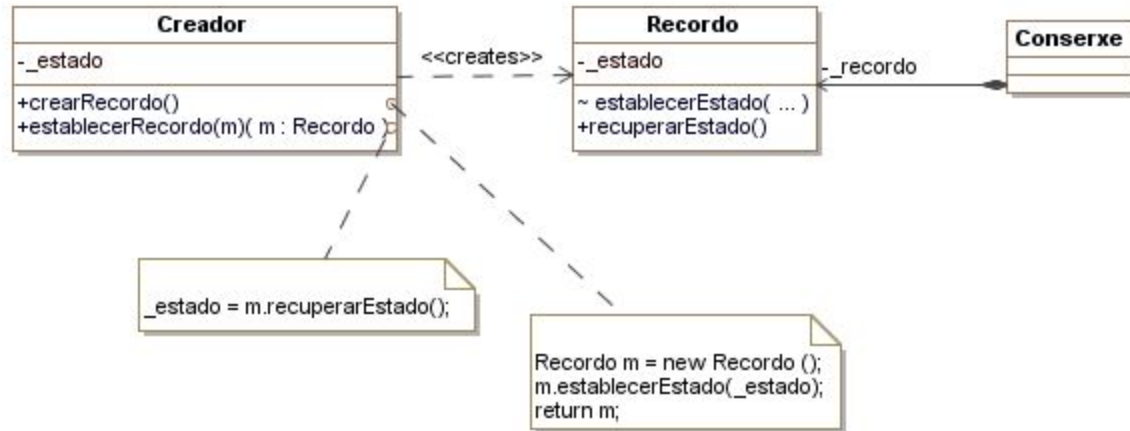 Creador
-_estado
+crearRecordo()
+establecerRecordo(m)( m : Recordo )
<<creates>>
Recordo
-_estado
~ establecerEstado( ... )
+recuperarEstado()
-_recordo
Conserxe
_estado = m.recuperarEstado();
Recordo m = new Recordo ();
m.establecerEstado(_estado);
return m;